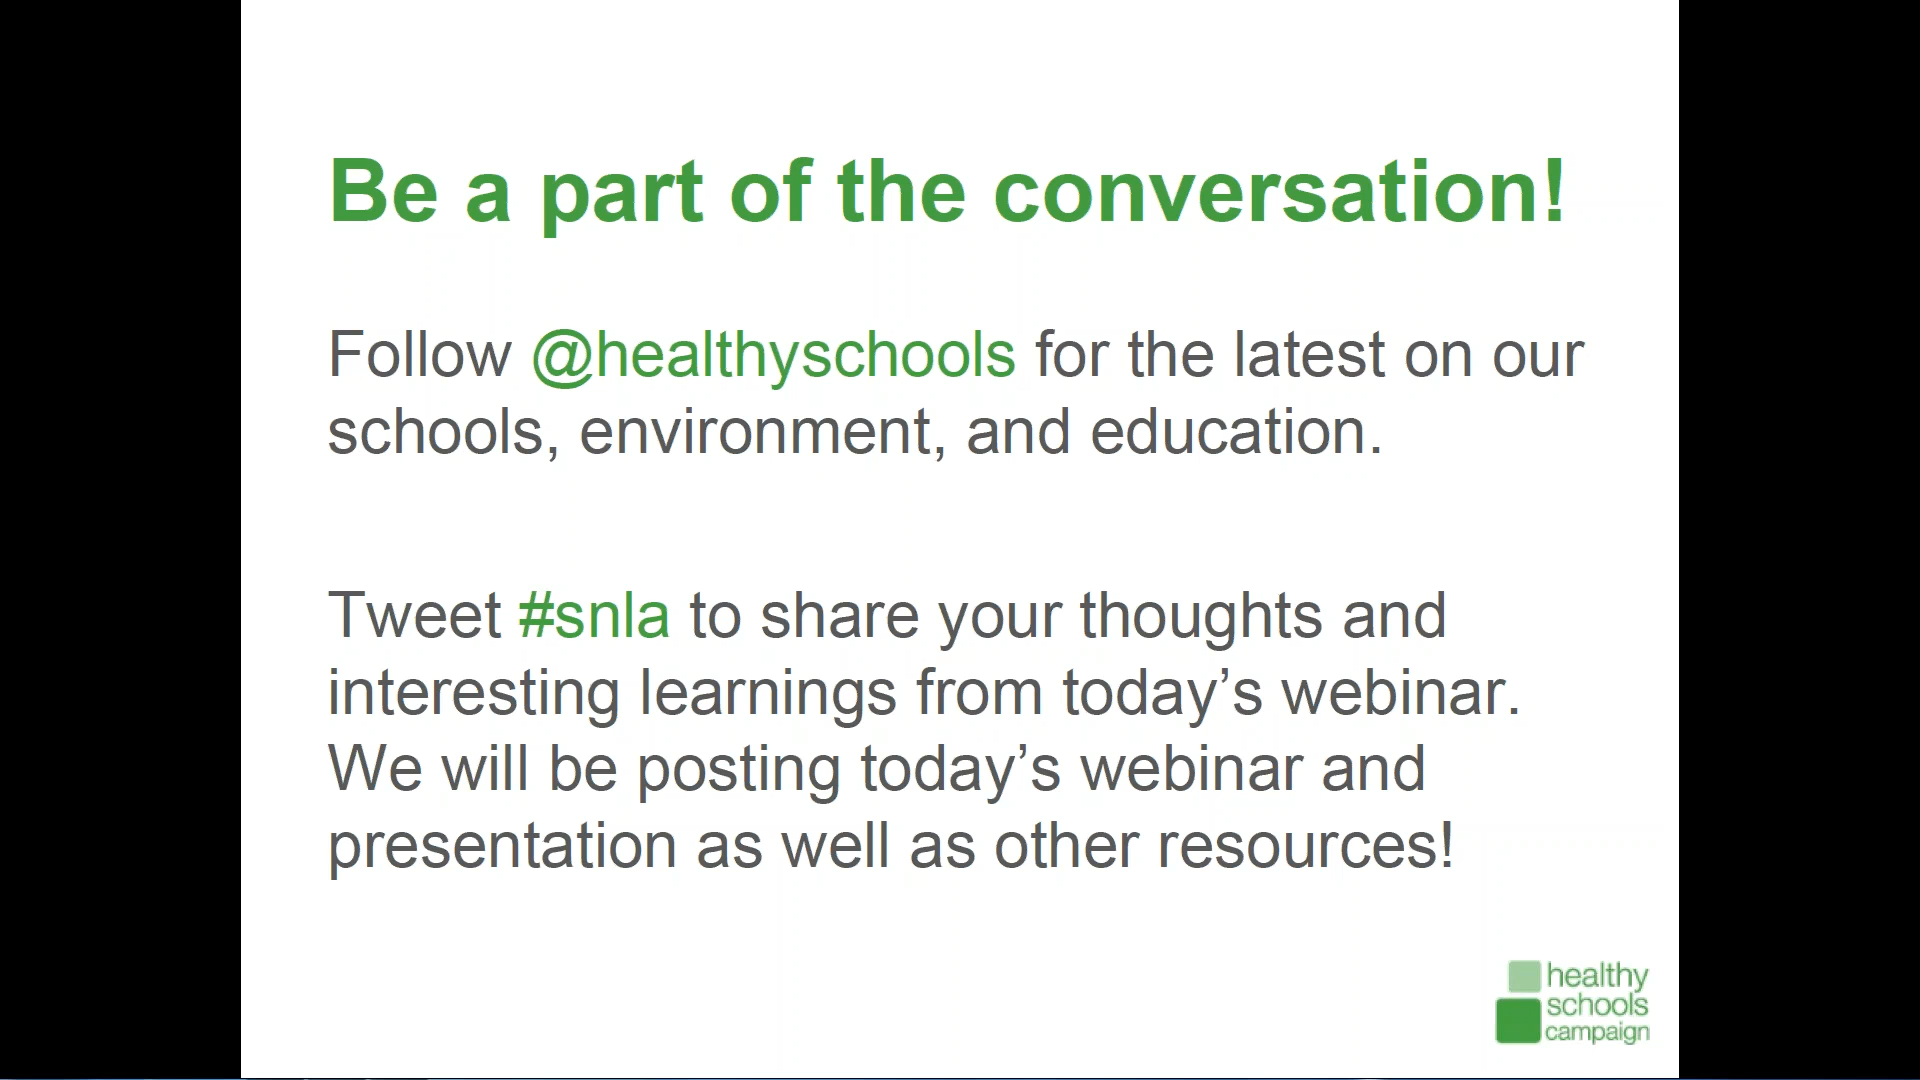 Be a part of the conversation!
Follow @healthyschools for the latest on our
schools, environment, and education.
Tweet #snla to share your thoughts and
interesting learnings from today’s webinar.
We will be posting today’s webinar and
presentation as well as other resources!
healthy
schools
campaign